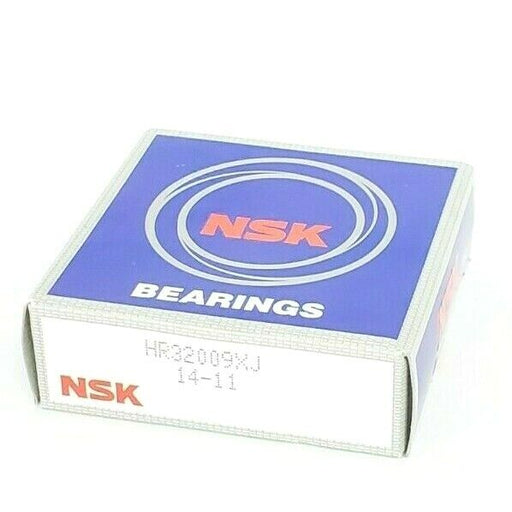 NSK
BEARINGS
HR32009XJ
14-11
NSK